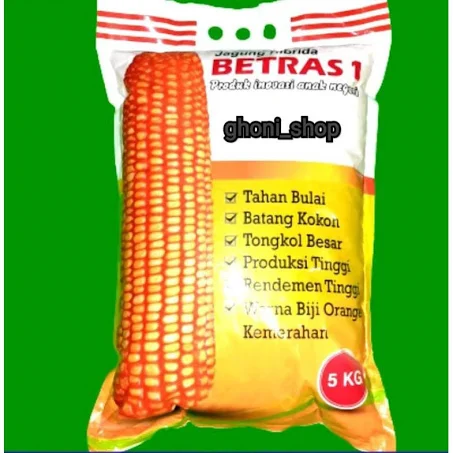 Jagung Hibrida
BETRAS 1
Produk inovasi anak negeri
ghoni_shop
Tahan Bulai
Batang Kokoh
Tongkol Besar
Produksi Tinggi
Rendemen Tinggi
Warna Biji Orange
Kemerahan
5 KG